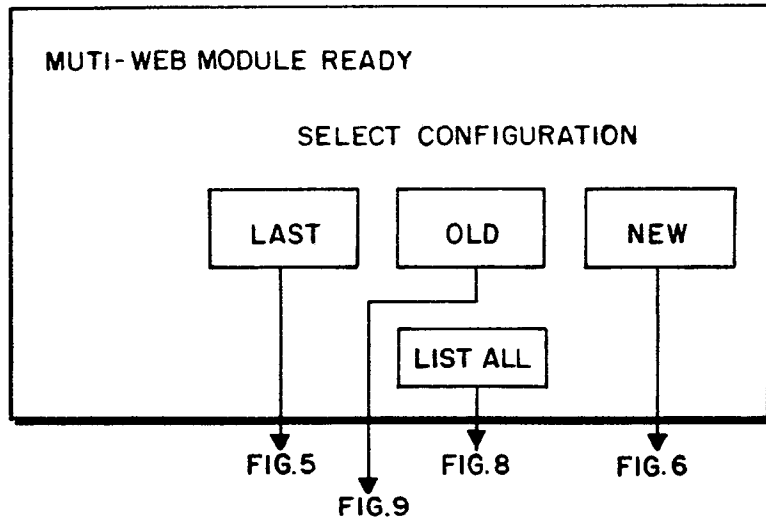 MUTI-WEB MODULE READY
SELECT CONFIGURATION
LAST OLD NEW
LIST ALL
FIG.5 FIG.8 FIG.6
FIG.9